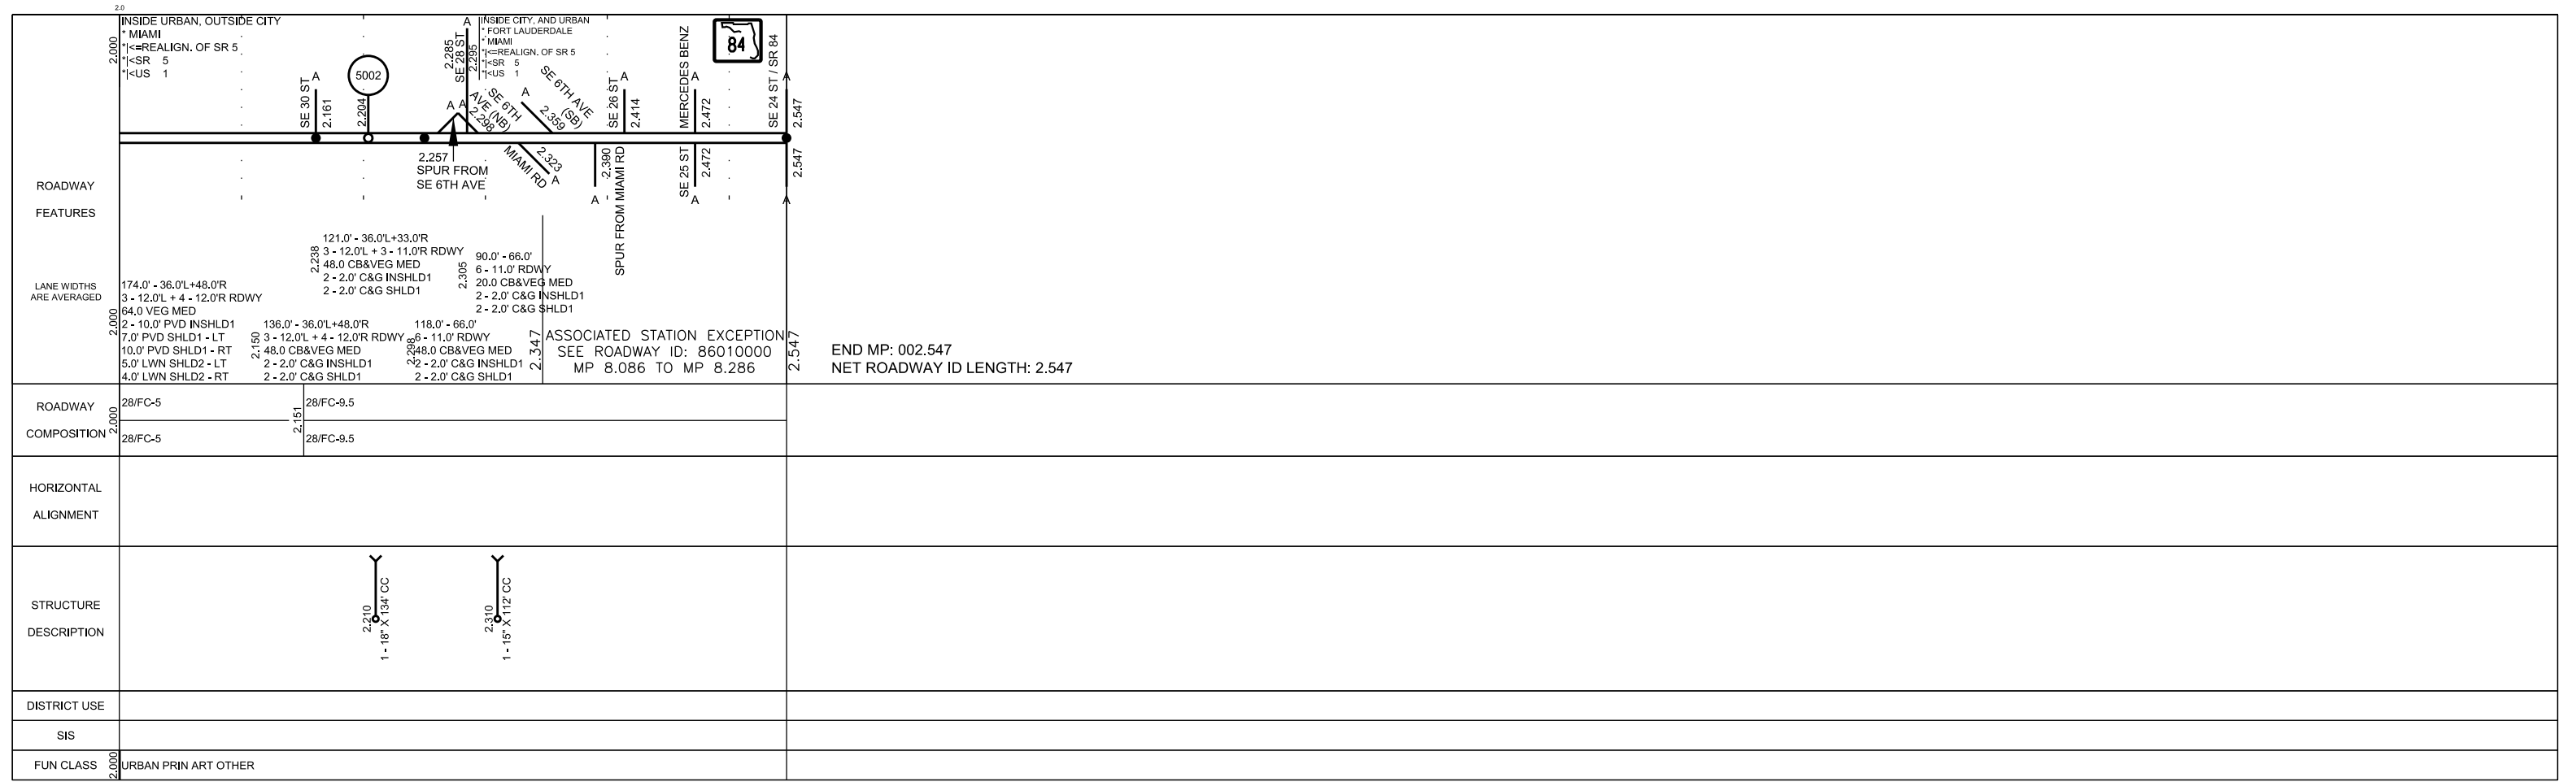 2.0
2.000
INSIDE URBAN, OUTSIDE CITY
* MIAMI
*|<=REALIGN. OF SR 5
*|<SR 5
*|<US 1
SE 30 ST
A
2.161
5002
2.204
2.285
SE 28 ST
A
2.295
INSIDE CITY, AND URBAN
* FORT LAUDERDALE
* MIAMI
*|<=REALIGN. OF SR 5
*|<SR 5
*|<US 1
A A
SE 6TH
AVE (NB)
2.298
A
SE 6TH AVE
(SB)
2.359
SE 26 ST
A
2.414
MERCEDES BENZ
A
2.472
84
SE 24 ST / SR 84
A
2.547
2.257
SPUR FROM
SE 6TH AVE
MIAMI RD
2.323
A
2.390
A
SPUR FROM MIAMI RD
SE 25 ST
2.472
A
2.547
A
ROADWAY
FEATURES
LANE WIDTHS
ARE AVERAGED
2.000
174.0' - 36.0'L+48.0'R
3 - 12.0'L + 4 - 12.0'R RDWY
64.0 VEG MED
2 - 10.0' PVD INSHLD1
7.0' PVD SHLD1 - LT
10.0' PVD SHLD1 - RT
5.0' LWN SHLD2 - LT
4.0' LWN SHLD2 - RT
2.150
136.0' - 36.0'L+48.0'R
3 - 12.0'L + 4 - 12.0'R RDWY
48.0 CB&VEG MED
2 - 2.0' C&G INSHLD1
2 - 2.0' C&G SHLD1
2.238
121.0' - 36.0'L+33.0'R
3 - 12.0'L + 3 - 11.0'R RDWY
48.0 CB&VEG MED
2 - 2.0' C&G INSHLD1
2 - 2.0' C&G SHLD1
2.298
118.0' - 66.0'
6 - 11.0' RDWY
48.0 CB&VEG MED
2 - 2.0' C&G INSHLD1
2 - 2.0' C&G SHLD1
2.305
90.0' - 66.0'
6 - 11.0' RDWY
20.0 CB&VEG MED
2 - 2.0' C&G INSHLD1
2 - 2.0' C&G SHLD1
2.347
ASSOCIATED STATION EXCEPTION
SEE ROADWAY ID: 86010000
MP 8.086 TO MP 8.286
2.547
END MP: 002.547
NET ROADWAY ID LENGTH: 2.547
ROADWAY
COMPOSITION
2.000
28/FC-5
28/FC-5
2.151
28/FC-9.5
28/FC-9.5
HORIZONTAL
ALIGNMENT
STRUCTURE
DESCRIPTION
2.210
1 - 18" X 134' CC
2.310
1 - 15" X 112' CC
DISTRICT USE
SIS
FUN CLASS
2.000
URBAN PRIN ART OTHER